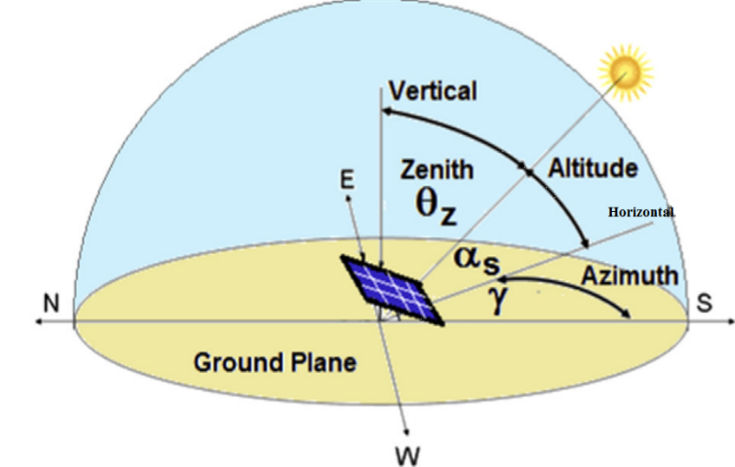 Vertical
Zenith
θz
Altitude
E
Horizontal
αs
Azimuth
γ
N
S
Ground Plane
W